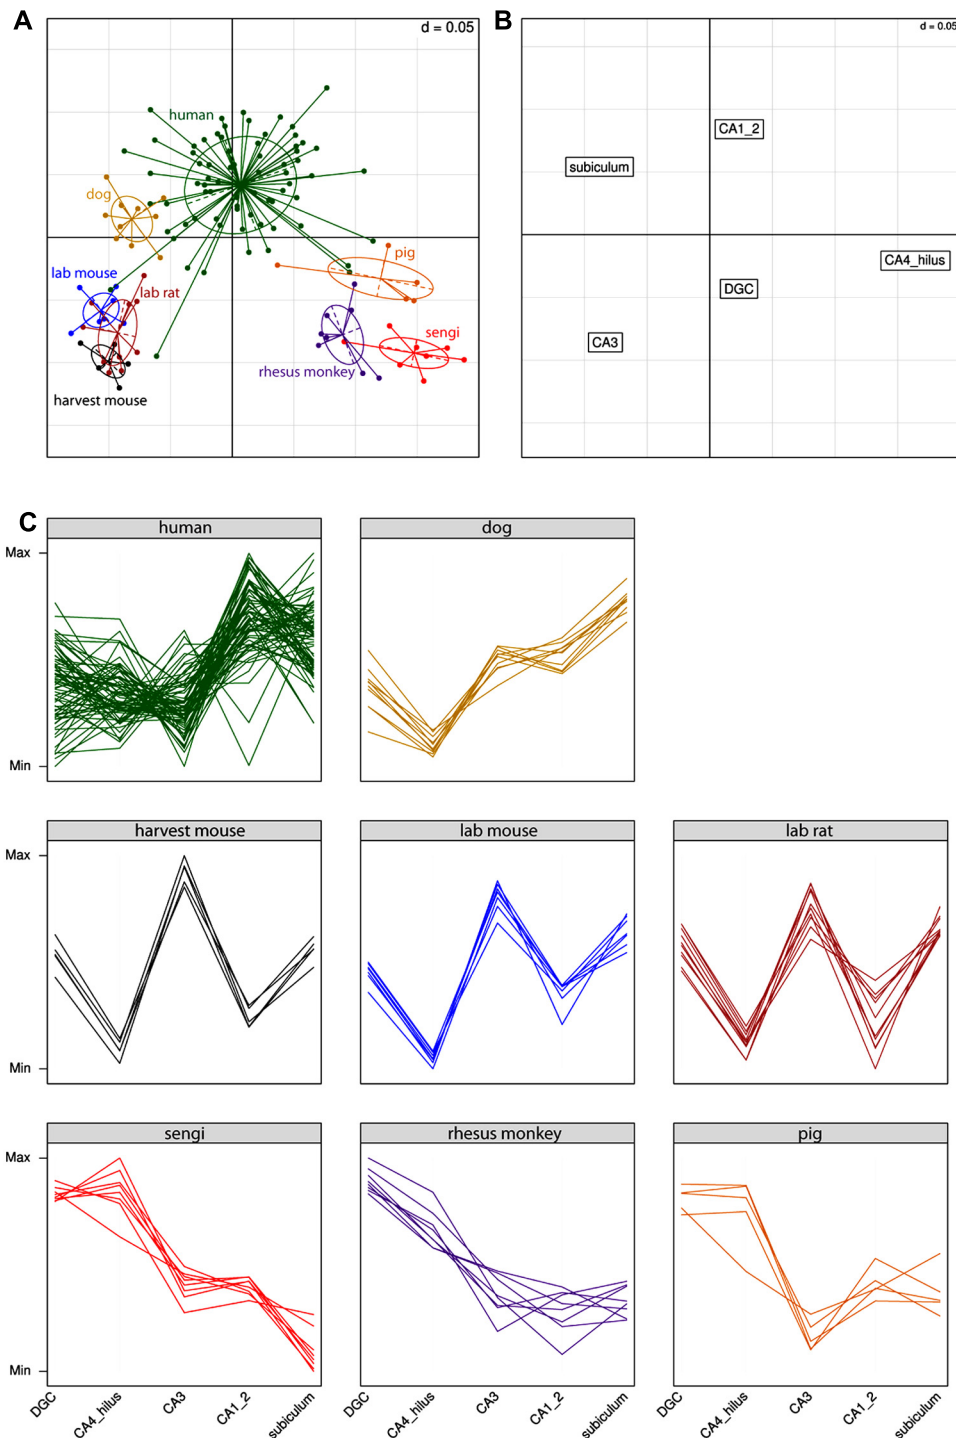 A
d = 0.05
human
dog
lab mouse
lab rat
harvest mouse
pig
sengi
rhesus monkey
B
d = 0.05
CA1_2
subiculum
CA4_hilus
DGC
CA3
C
human
dog
Max
Min
harvest mouse
lab mouse
lab rat
Max
Min
sengi
rhesus monkey
pig
Max
Min
DGC
CA4_hilus
CA3
CA1_2
subiculum
DGC
CA4_hilus
CA3
CA1_2
subiculum
DGC
CA4_hilus
CA3
CA1_2
subiculum